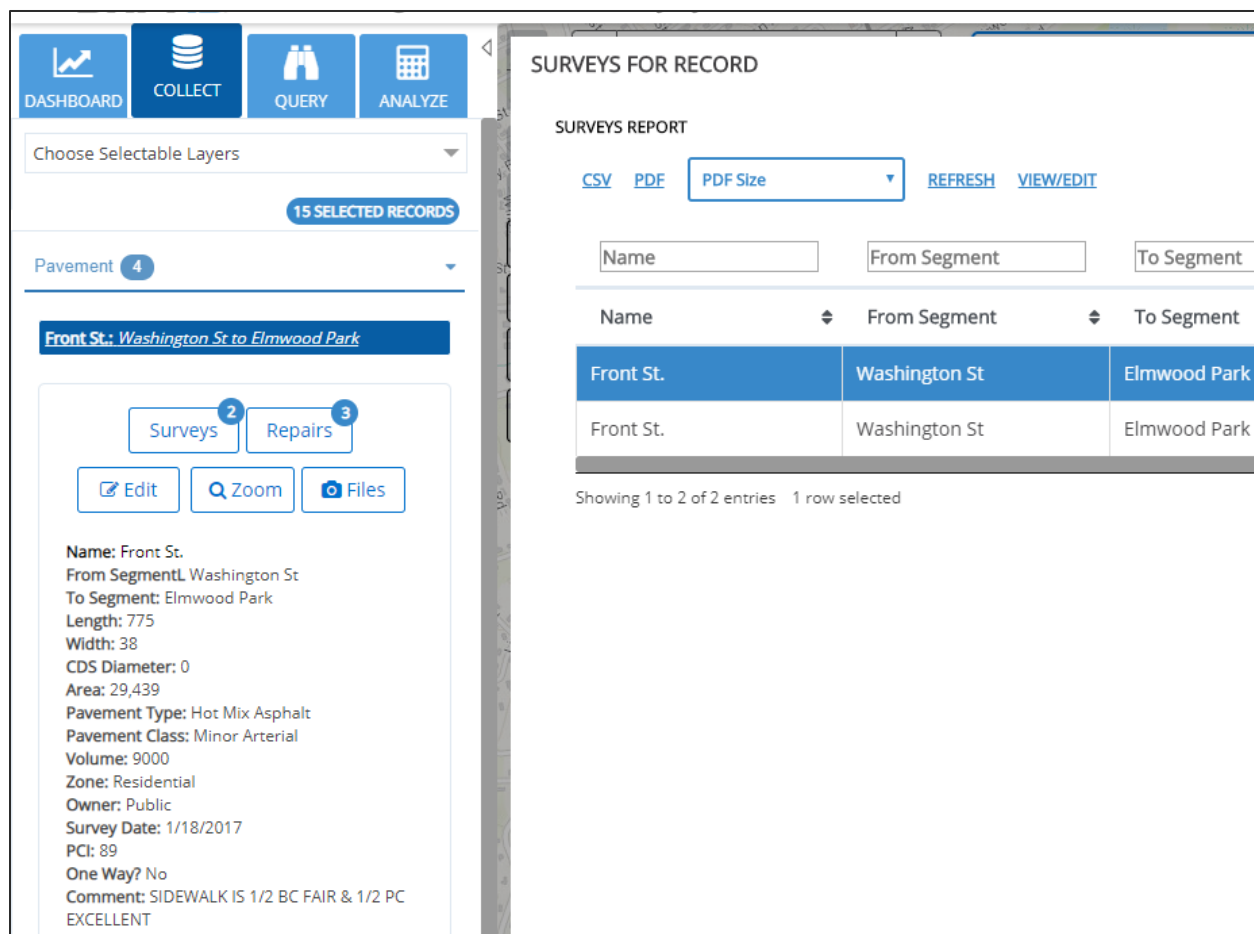 DASHBOARD
COLLECT
QUERY
ANALYZE
Choose Selectable Layers
15 SELECTED RECORDS
Pavement 4
Front St.: Washington St to Elmwood Park
Surveys 2
Repairs 3
Edit
Zoom
Files
Name: Front St.
From SegmentL Washington St
To Segment: Elmwood Park
Length: 775
Width: 38
CDS Diameter: 0
Area: 29,439
Pavement Type: Hot Mix Asphalt
Pavement Class: Minor Arterial
Volume: 9000
Zone: Residential
Owner: Public
Survey Date: 1/18/2017
PCI: 89
One Way? No
Comment: SIDEWALK IS 1/2 BC FAIR & 1/2 PC
EXCELLENT
SURVEYS FOR RECORD
SURVEYS REPORT
CSV PDF PDF Size REFRESH VIEW/EDIT
Name From Segment To Segment
Name From Segment To Segment
Front St. Washington St Elmwood Park
Front St. Washington St Elmwood Park
Showing 1 to 2 of 2 entries 1 row selected